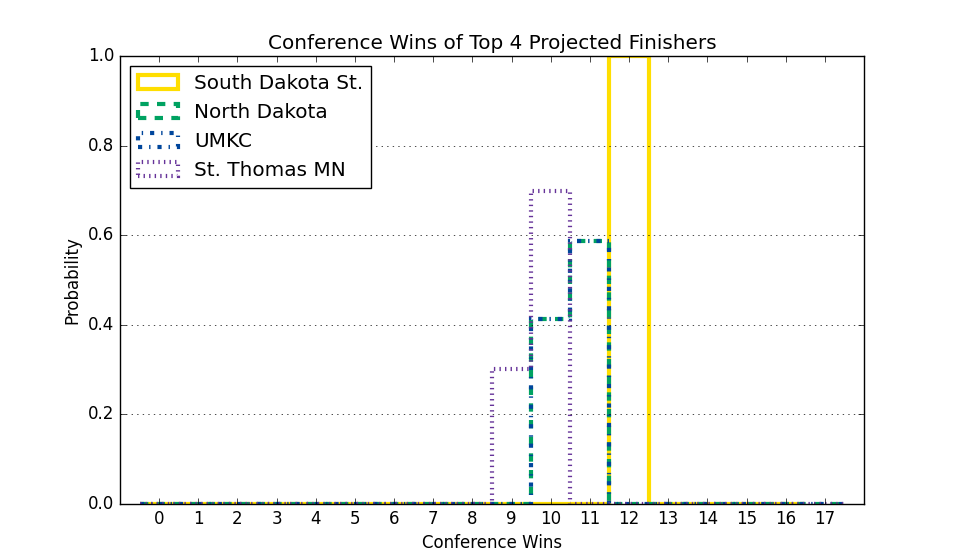 Conference Wins of Top 4 Projected Finishers
1.0
0.8
0.6
0.4
0.2
0.0
Probability
South Dakota St.
North Dakota
UMKC
St. Thomas MN
0 1 2 3 4 5 6 7 8 9 10 11 12 13 14 15 16 17
Conference Wins